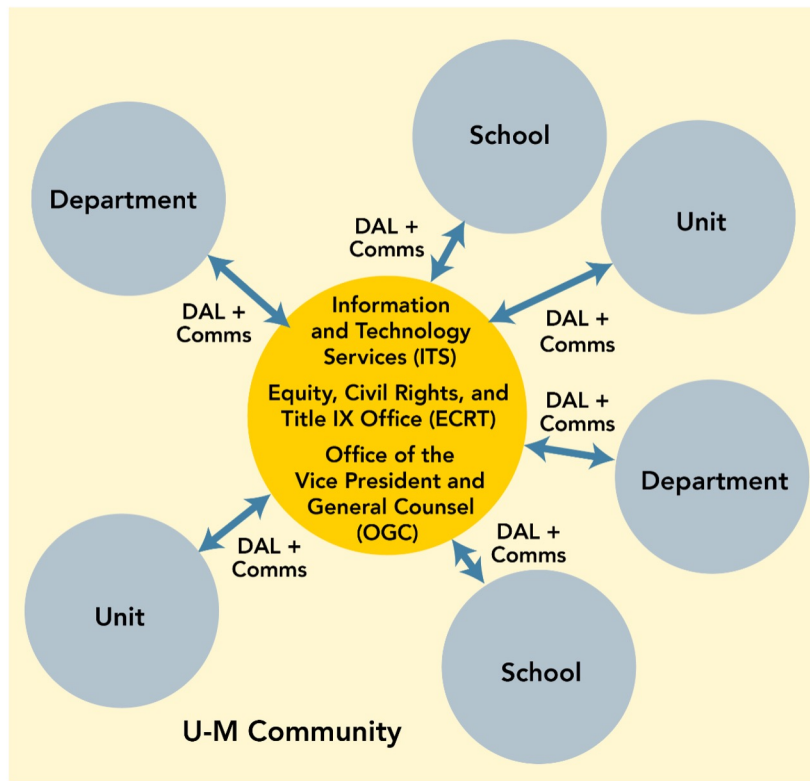 School
Department
Unit
DAL +
Comms
DAL +
Comms
DAL +
Comms
Information
and Technology
Services (ITS)
Equity, Civil Rights, and
Title IX Office (ECRT)
Office of the
Vice President and
General Counsel
(OGC)
DAL +
Comms
Department
DAL +
Comms
DAL +
Comms
Unit
School
U-M Community